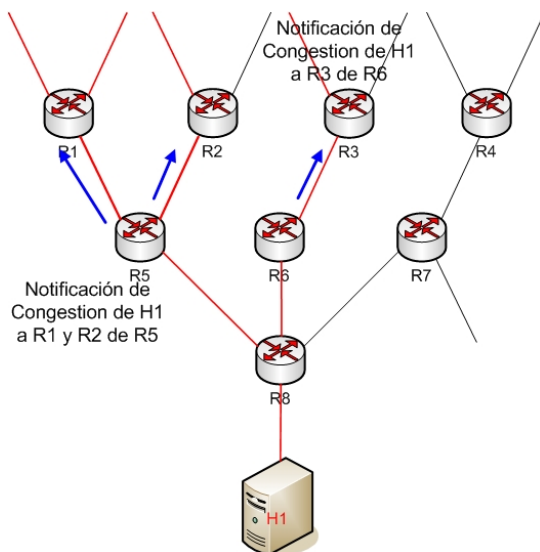 Notificación de
Congestion de H1
a R3 de R6
R1
R2
R3
R4
R5
R6
R7
Notificación de
Congestion de H1
a R1 y R2 de R5
R8
H1